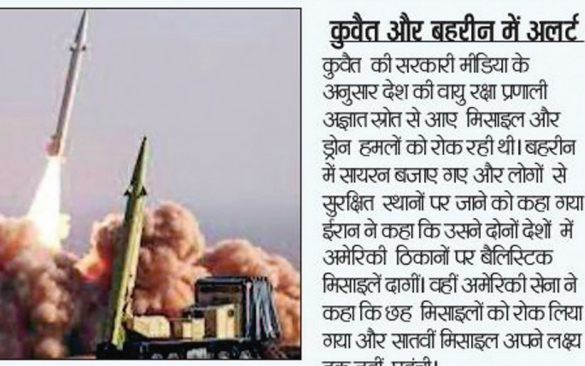 कुवैत और बहरीन में अलर्ट
कुवैत की सरकारी मीडिया के
अनुसार देश की वायु रक्षा प्रणाली
अज्ञात स्रोत से आए मिसाइल और
ड्रोन हमलों को रोक रही थी। बहरीन
में सायरन बजाए गए और लोगों से
सुरक्षित स्थानों पर जाने को कहा गया
ईरान ने कहा कि उसने दोनों देशों में
अमेरिकी ठिकानों पर बैलिस्टिक
मिसाइलें दागीं। वहीं अमेरिकी सेना ने
कहा कि छह मिसाइलों को रोक लिया
गया और सातवीं मिसाइल अपने लक्ष्य